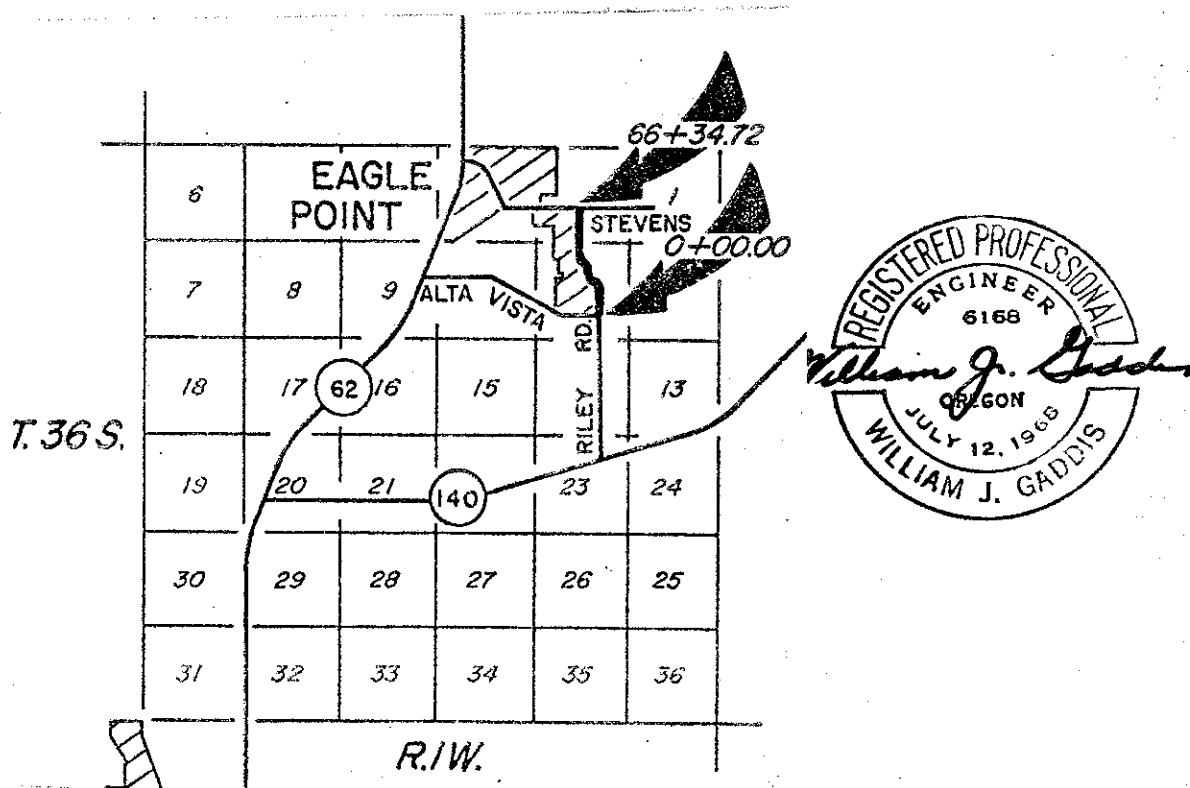 66+34.72
6
EAGLE
POINT
1
STEVENS
0+00.00
7
8
9
ALTA VISTA
RILEY RD.
18
17
62
16
15
13
T. 36 S.
19
20
21
140
23
24
30
29
28
27
26
25
31
32
33
34
35
36
R.1W.
REGISTERED PROFESSIONAL
ENGINEER
6168
William J. Gaddis
OREGON
JULY 12, 1966
WILLIAM J. GADDIS